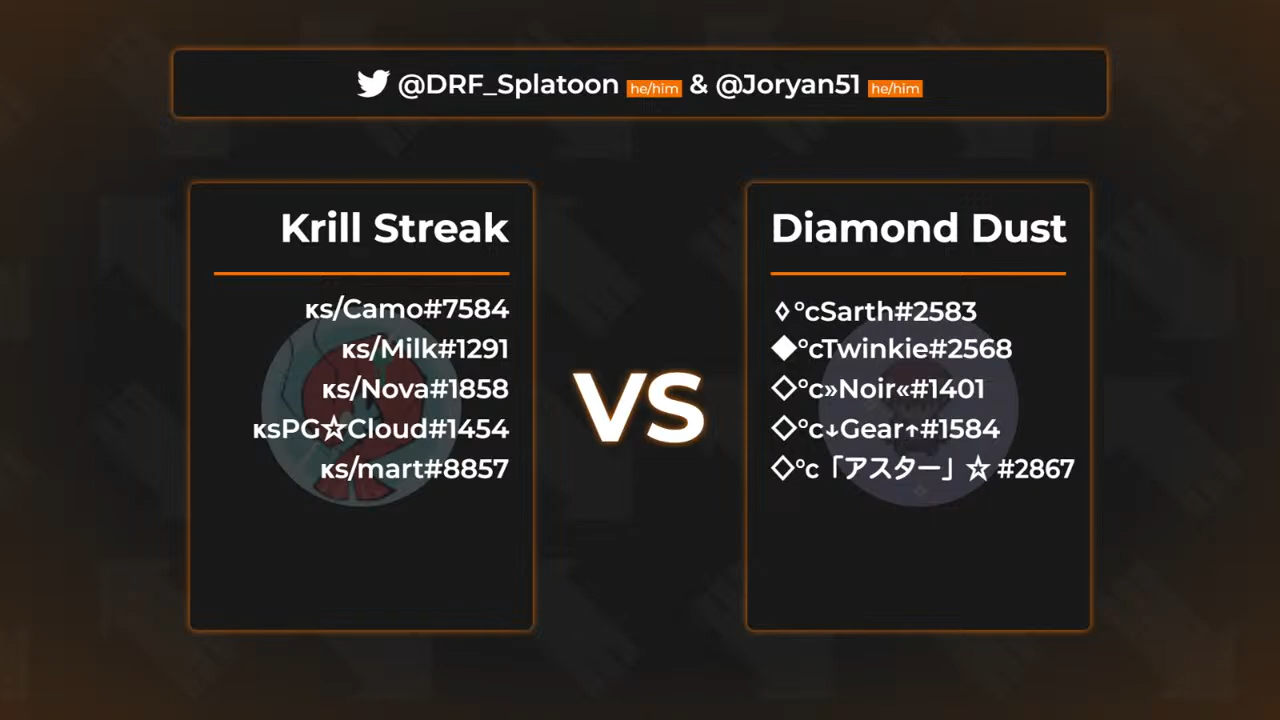 @DRF_Splatoon he/him & @Joryan51 he/him
Krill Streak
κs/Camo#7584
κs/Milk#1291
κs/Nova#1858
κsPG☆Cloud#1454
κs/mart#8857
VS
Diamond Dust
◊°cSarth#2583
◆°cTwinkie#2568
◇°c»Noir«#1401
◇°c↓Gear↑#1584
◇°c「アスター」☆ #2867